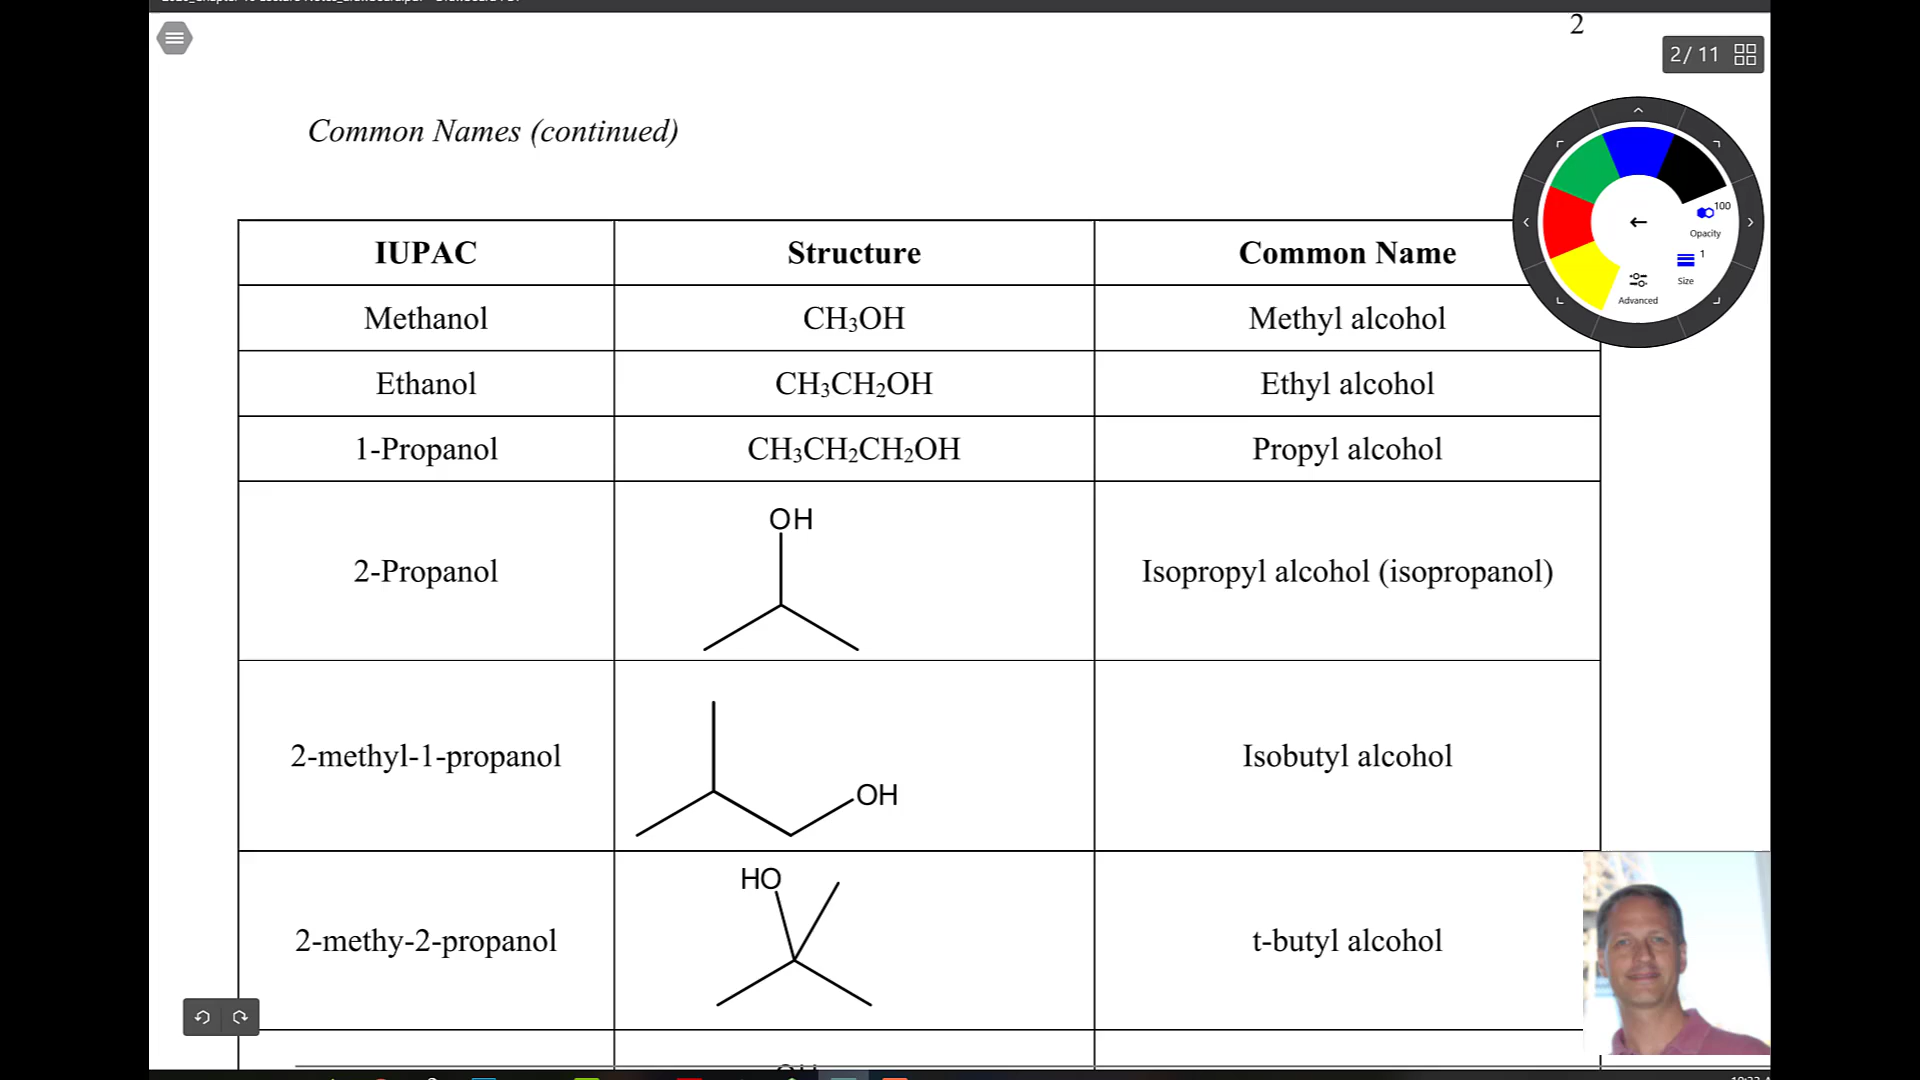 2
2/ 11
Common Names (continued)
100
Opacity
1
Size
Advanced
IUPAC Structure Common Name
Methanol CH₃OH Methyl alcohol
Ethanol CH₃CH₂OH Ethyl alcohol
1-Propanol CH₃CH₂CH₂OH Propyl alcohol
OH
2-Propanol Isopropyl alcohol (isopropanol)
2-methyl-1-propanol Isobutyl alcohol
OH
HO
2-methy-2-propanol t-butyl alcohol